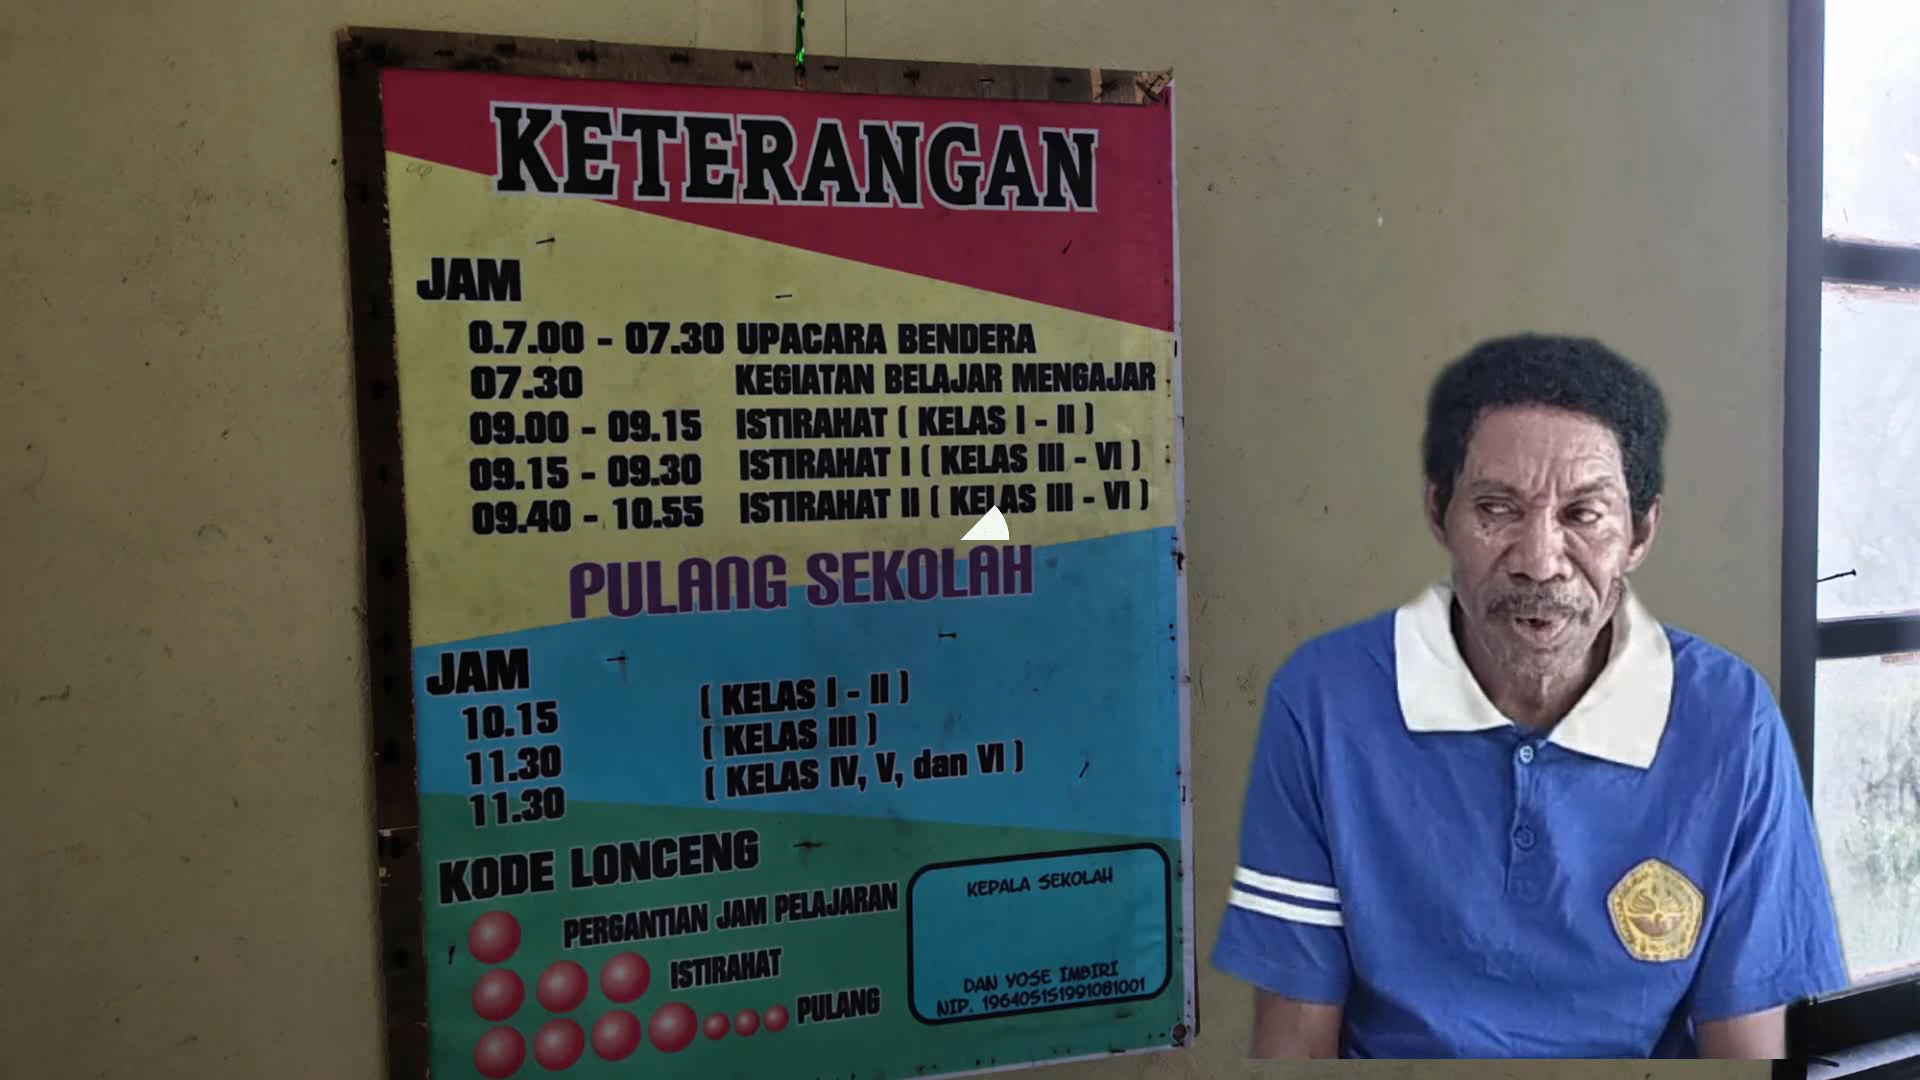 KETERANGAN
JAM
0.7.00 - 07.30 UPACARA BENDERA
07.30 KEGIATAN BELAJAR MENGAJAR
09.00 - 09.15 ISTIRAHAT ( KELAS I - II )
09.15 - 09.30 ISTIRAHAT I ( KELAS III - VI )
09.40 - 10.55 ISTIRAHAT II ( KELAS III - VI )
PULANG SEKOLAH
JAM
10.15 ( KELAS I - II )
11.30 ( KELAS III )
11.30 ( KELAS IV, V, dan VI )
KODE LONCENG
PERGANTIAN JAM PELAJARAN
ISTIRAHAT
PULANG
KEPALA SEKOLAH
DAN YOSE IMBIRI
NIP. 196405151991081001